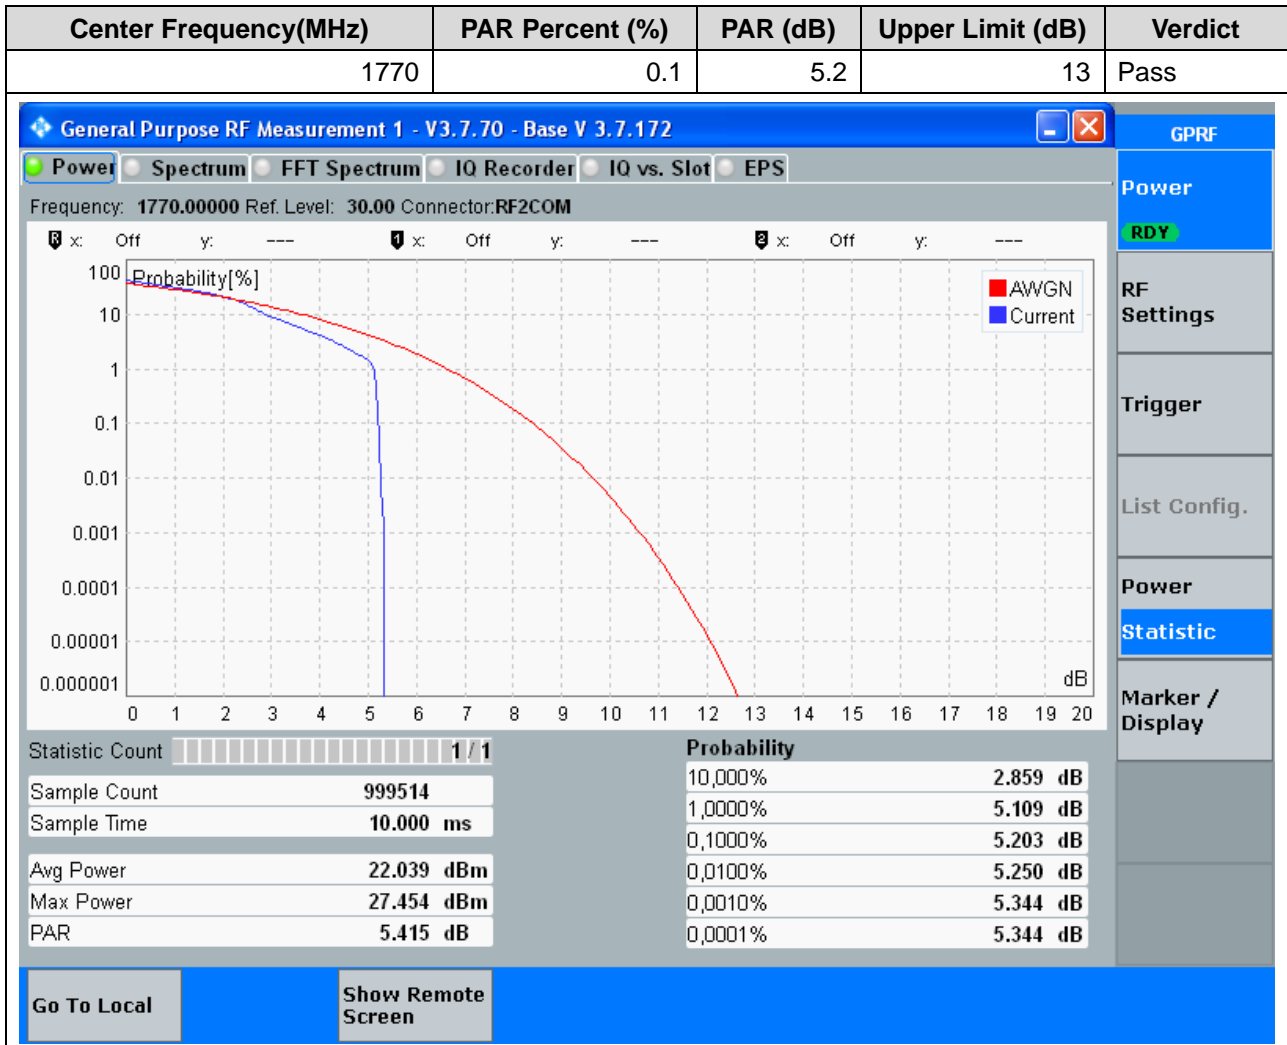 Center Frequency(MHz) PAR Percent (%) PAR (dB) Upper Limit (dB) Verdict
1770 0.1 5.2 13 Pass
General Purpose RF Measurement 1 - V3.7.70 - Base V 3.7.172
GPRF
Power Spectrum FFT Spectrum IQ Recorder IQ vs. Slot EPS
Power
RDY
Frequency: 1770.00000 Ref. Level: 30.00 Connector:RF2COM
R x: Off y: --- 1 x: Off y: --- 2 x: Off y: ---
Probability[%]
100
10
1
0.1
0.01
0.001
0.0001
0.00001
0.000001
AWGN
Current
dB
0 1 2 3 4 5 6 7 8 9 10 11 12 13 14 15 16 17 18 19 20
RF
Settings
Trigger
List Config.
Power
Statistic
Marker /
Display
Statistic Count 1 / 1
Sample Count 999514
Sample Time 10.000 ms
Avg Power 22.039 dBm
Max Power 27.454 dBm
PAR 5.415 dB
Probability
10,000% 2.859 dB
1,0000% 5.109 dB
0,1000% 5.203 dB
0,0100% 5.250 dB
0,0010% 5.344 dB
0,0001% 5.344 dB
Go To Local
Show Remote
Screen